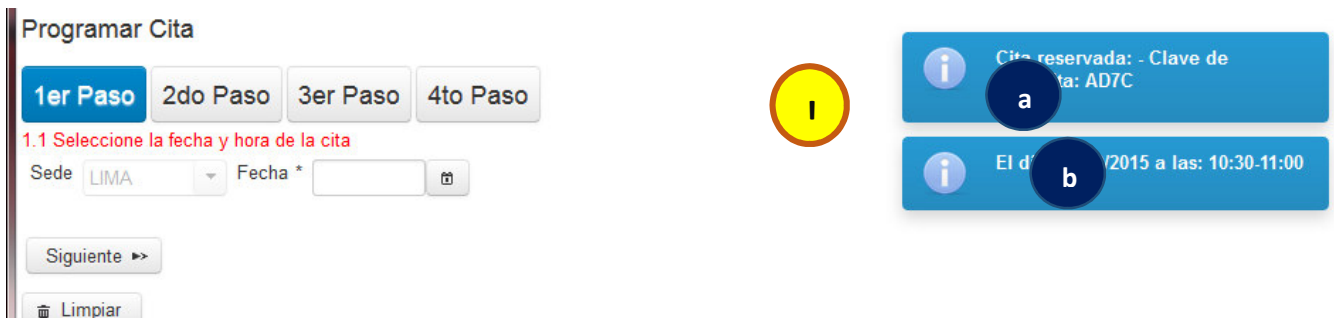 Programar Cita
1er Paso 2do Paso 3er Paso 4to Paso
1.1 Seleccione la fecha y hora de la cita
Sede LIMA Fecha *
Siguiente
Limpiar
I
Cita reservada: - Clave de
AD7C
a
El /2015 a las: 10:30-11:00
b